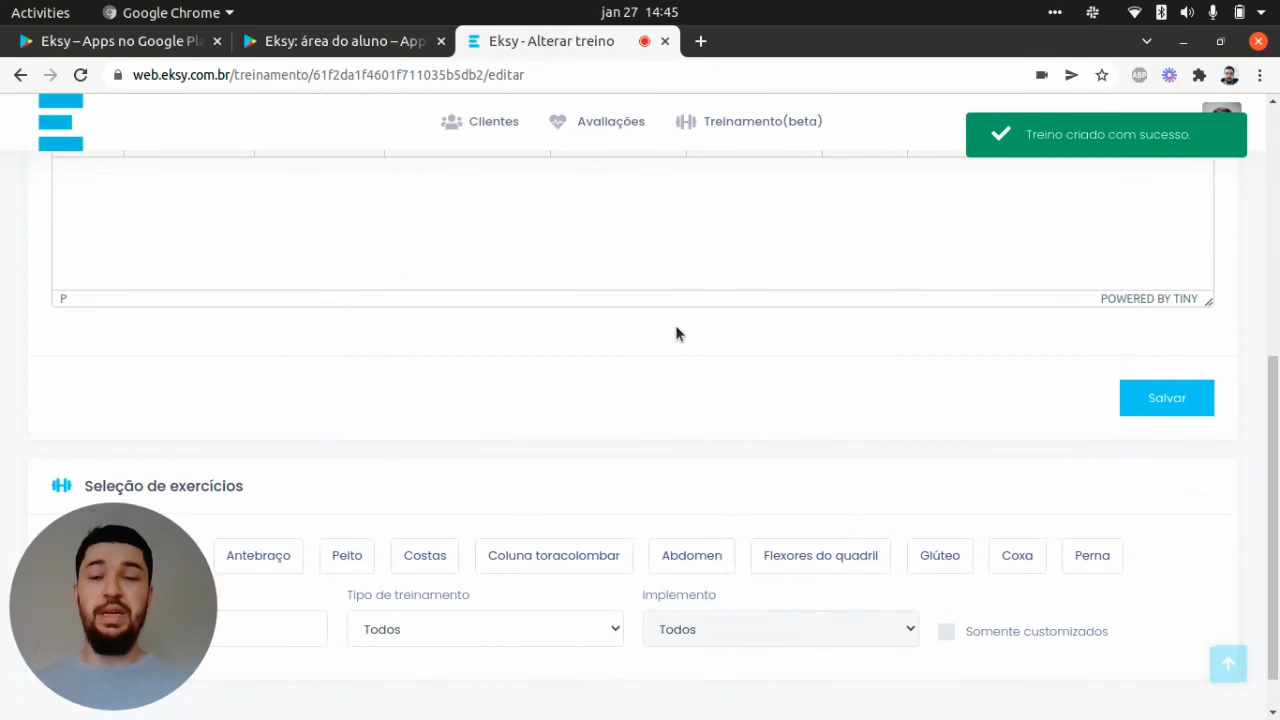 Activities
Google Chrome
jan 27 14:45
Eksy – Apps no Google Pla
Eksy: área do aluno – App
Eksy - Alterar treino
web.eksy.com.br/treinamento/61f2da1f4601f711035b5db2/editar
ABP
Clientes
Avaliações
Treinamento(beta)
Treino criado com sucesso.
P
POWERED BY TINY
Salvar
Seleção de exercícios
Antebraço
Peito
Costas
Coluna toracolombar
Abdomen
Flexores do quadril
Glúteo
Coxa
Perna
Tipo de treinamento
Implemento
Todos
Todos
Somente customizados